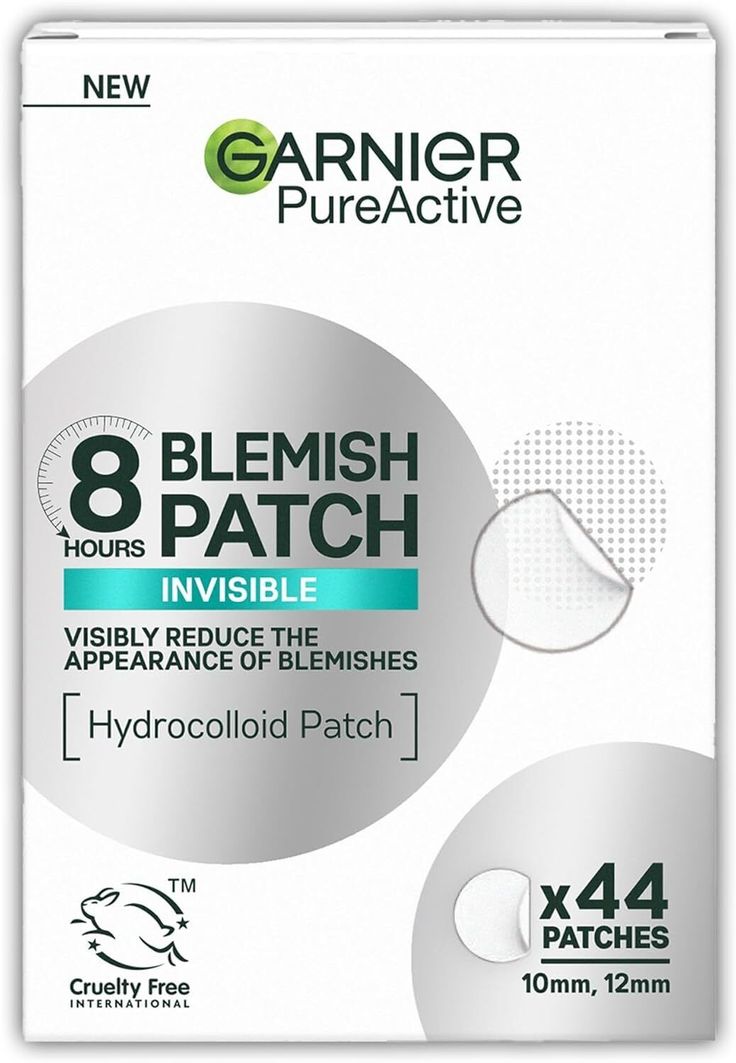 NEW
GARNIER
PureActive
8
HOURS
BLEMISH
PATCH
INVISIBLE
VISIBLY REDUCE THE
APPEARANCE OF BLEMISHES
[Hydrocolloid Patch]
TM
Cruelty Free
INTERNATIONAL
x44
PATCHES
10mm, 12mm